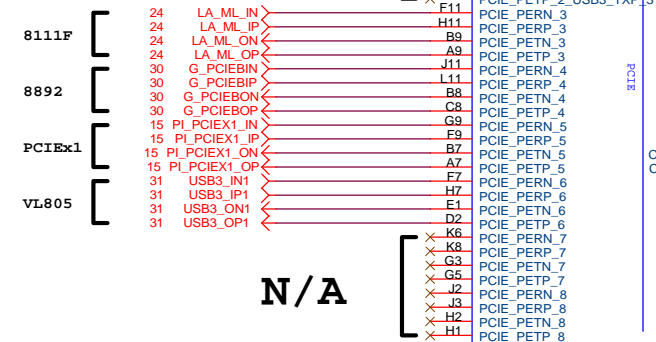 PCIE_PETP_2_USB3_TXP_3
24 LA_ML_IN F11 PCIE_PERN_3
24 LA_ML_IP H11 PCIE_PERP_3
8111F
24 LA_ML_ON B9 PCIE_PETN_3
24 LA_ML_OP A9 PCIE_PETP_3
30 G_PCIEBIN J11 PCIE_PERN_4
30 G_PCIEBIP L11 PCIE_PERP_4
8892
30 G_PCIEBON B8 PCIE_PETN_4
30 G_PCIEBOP C8 PCIE_PETP_4
PCIE
15 PI_PCIEX1_IN G9 PCIE_PERN_5
15 PI_PCIEX1_IP F9 PCIE_PERP_5
PCIEx1
15 PI_PCIEX1_ON B7 PCIE_PETN_5
15 PI_PCIEX1_OP A7 PCIE_PETP_5
31 USB3_IN1 F7 PCIE_PERN_6
31 USB3_IP1 H7 PCIE_PERP_6
VL805
31 USB3_ON1 E1 PCIE_PETN_6
31 USB3_OP1 D2 PCIE_PETP_6
K6 PCIE_PERN_7
K8 PCIE_PERP_7
G3 PCIE_PETN_7
G5 PCIE_PETP_7
N/A
J2 PCIE_PERN_8
J3 PCIE_PERP_8
H2 PCIE_PETN_8
H1 PCIE_PETP_8